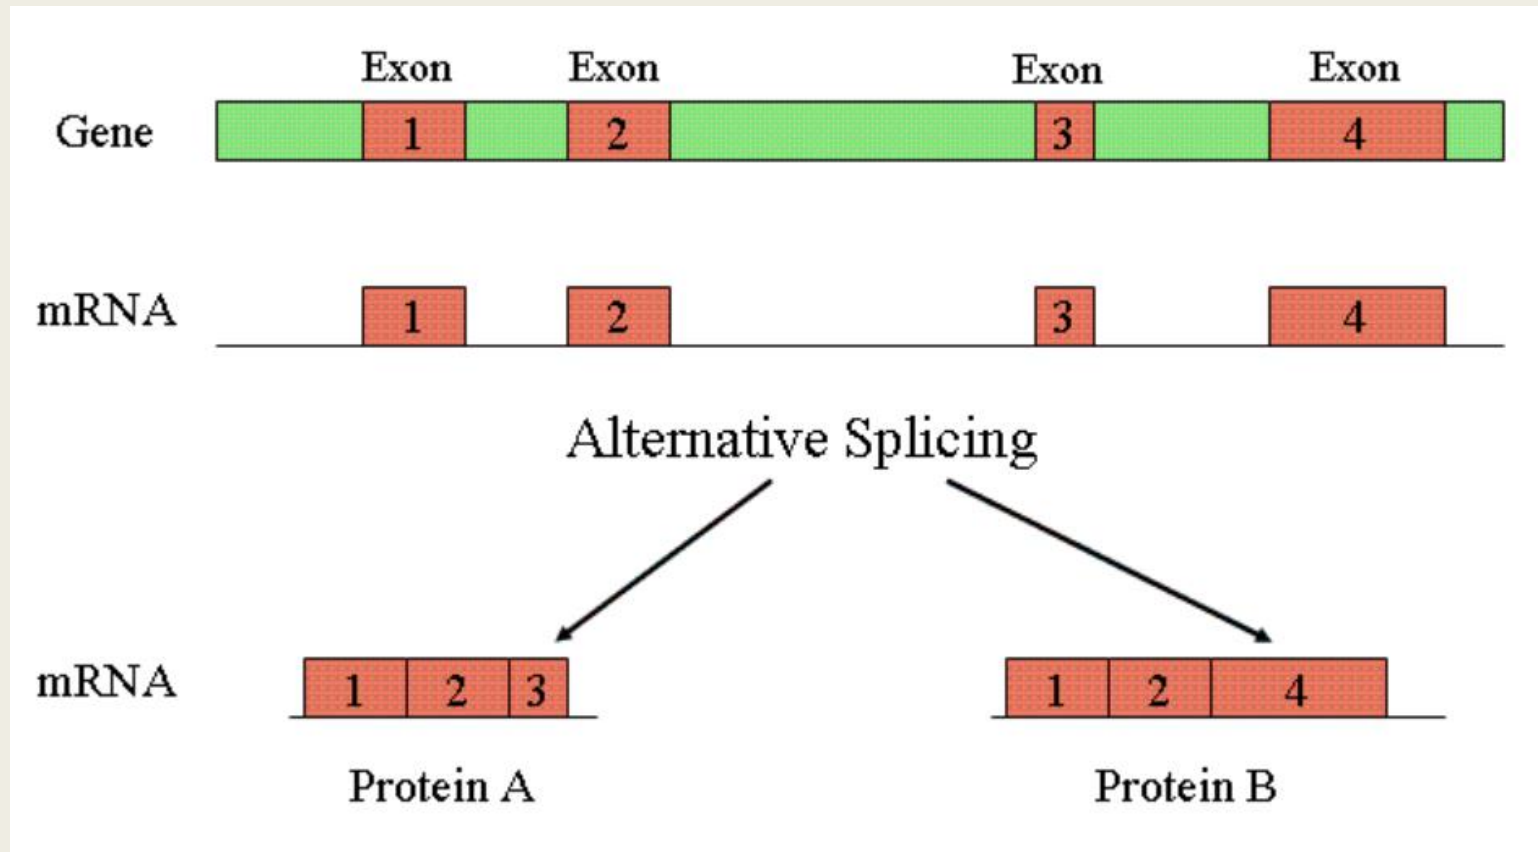 Exon Exon Exon Exon
Gene 1 2 3 4
mRNA 1 2 3 4
Alternative Splicing
mRNA 1 2 3 1 2 4
Protein A Protein B